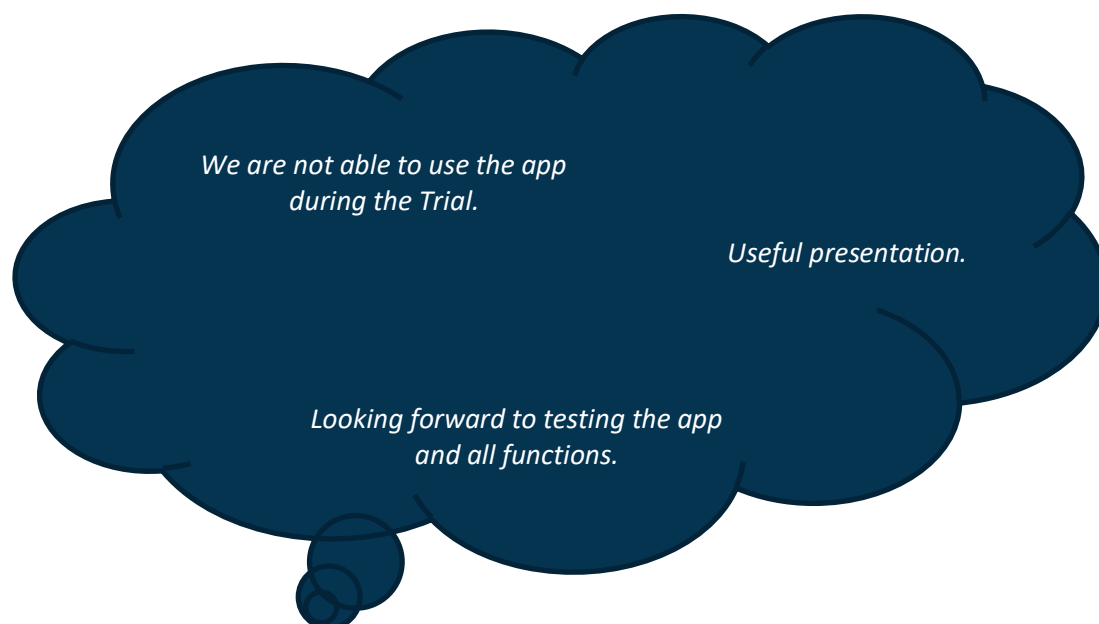 We are not able to use the app
during the Trial.
Useful presentation.
Looking forward to testing the app
and all functions.